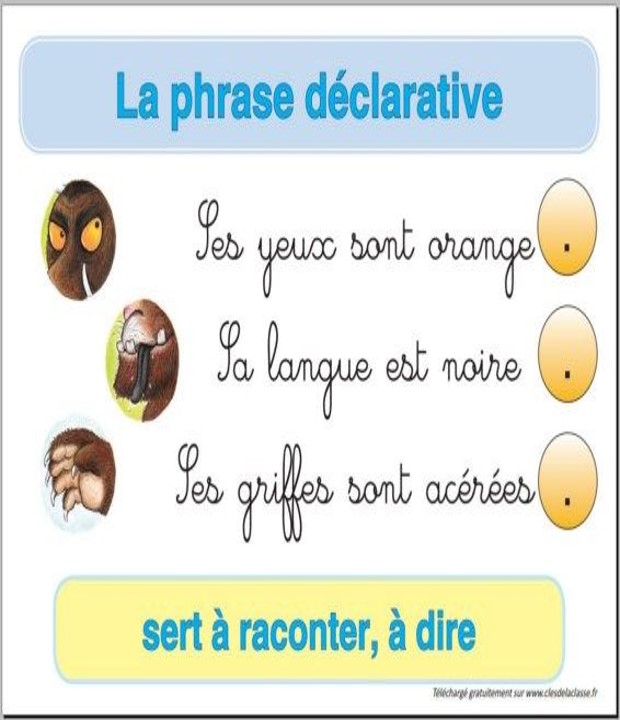 La phrase déclarative
Ses yeux sont orange .
Sa langue est noire .
Ses griffes sont acérées .
sert à raconter, à dire
Téléchargé gratuitement sur www.clesdelaclasse.fr